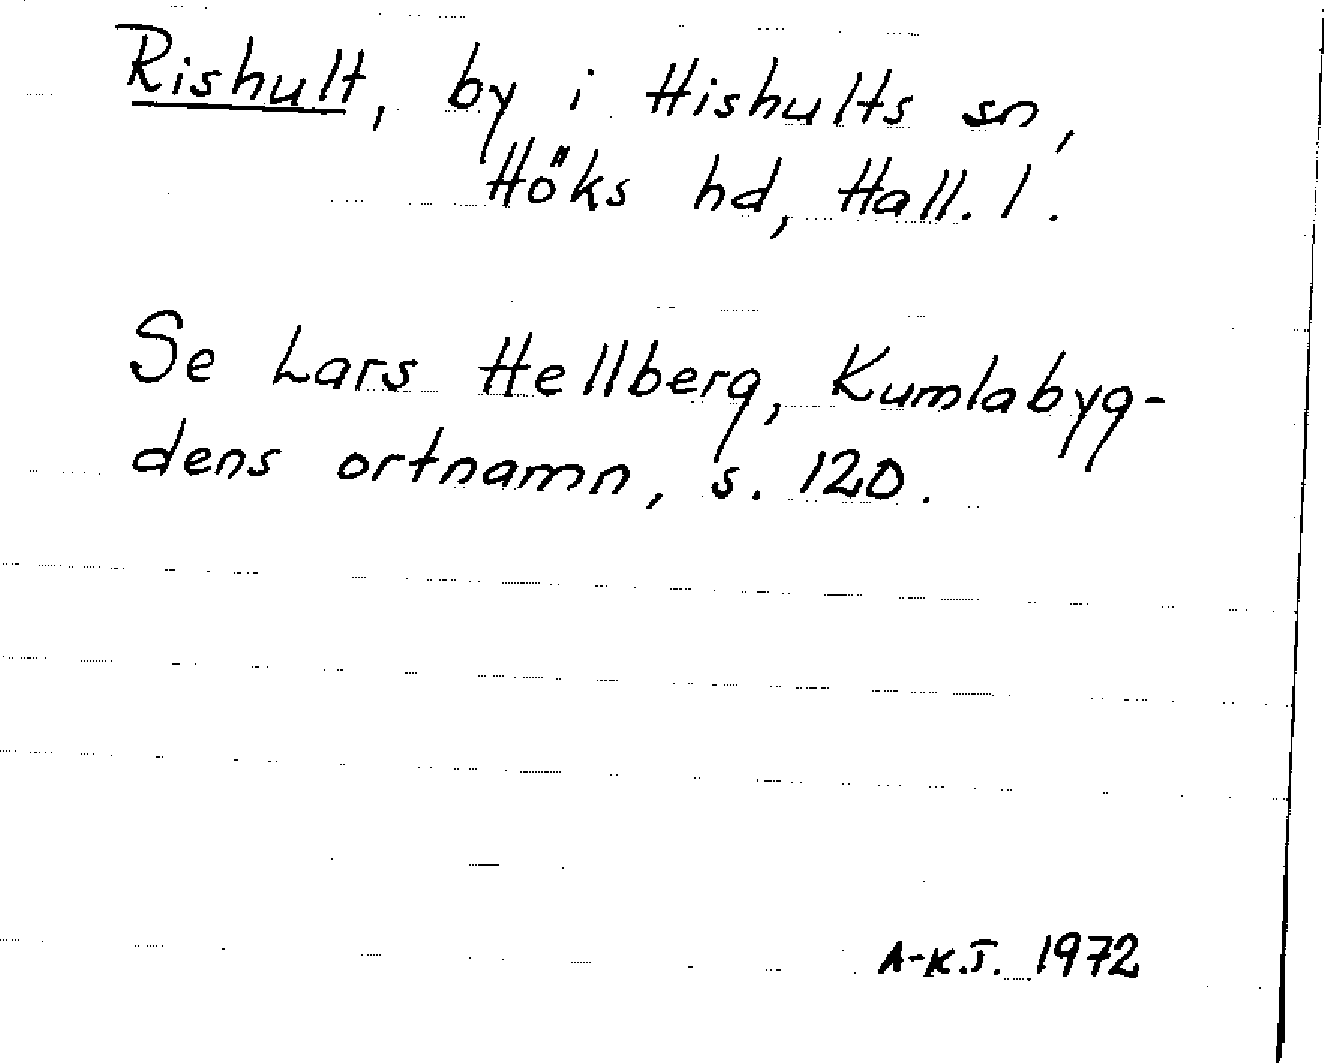 Rishult, by i Hishults sn,
Höks hd, Hall. l.
Se Lars Hellberg, Kumlabyg-
dens ortnamn, s. 120.
A-K.J. 1972